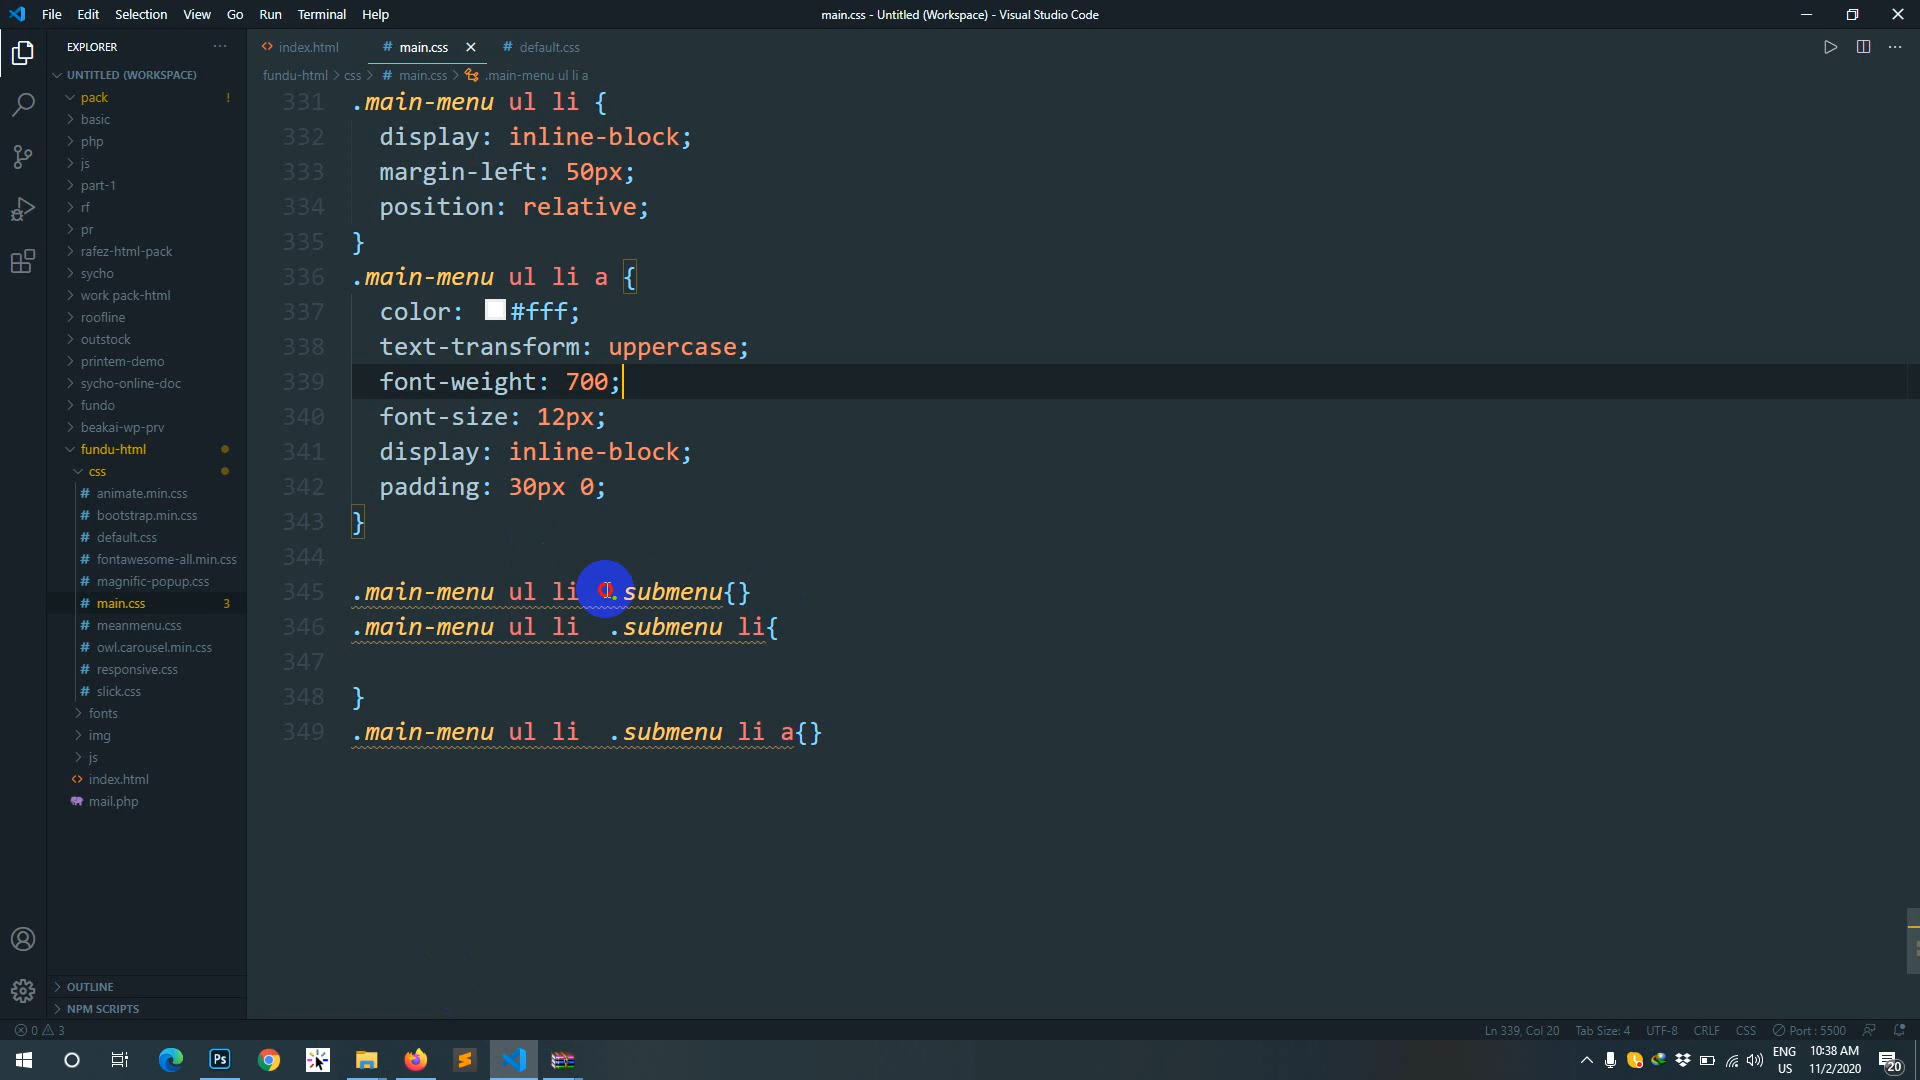 File Edit Selection View Go Run Terminal Help
main.css - Untitled (Workspace) - Visual Studio Code
EXPLORER
UNTITLED (WORKSPACE)
pack !
basic
php
js
part-1
rf
pr
rafez-html-pack
sycho
work pack-html
roofline
outstock
printem-demo
sycho-online-doc
fundo
beakai-wp-prv
fundu-html
css
# animate.min.css
# bootstrap.min.css
# default.css
# fontawesome-all.min.css
# magnific-popup.css
# main.css 3
# meanmenu.css
# owl.carousel.min.css
# responsive.css
# slick.css
fonts
img
js
index.html
mail.php
OUTLINE
NPM SCRIPTS
index.html # main.css # default.css
fundu-html > css > # main.css > .main-menu ul li a
331 .main-menu ul li {
332 display: inline-block;
333 margin-left: 50px;
334 position: relative;
335 }
336 .main-menu ul li a {
337 color: #fff;
338 text-transform: uppercase;
339 font-weight: 700;
340 font-size: 12px;
341 display: inline-block;
342 padding: 30px 0;
343 }
344
345 .main-menu ul li .submenu{}
346 .main-menu ul li  .submenu li{
347
348 }
349 .main-menu ul li  .submenu li a{}
0 3
Ln 339, Col 20 Tab Size: 4 UTF-8 CRLF CSS Port : 5500
Ps
ENG
US
10:38 AM
11/2/2020
20